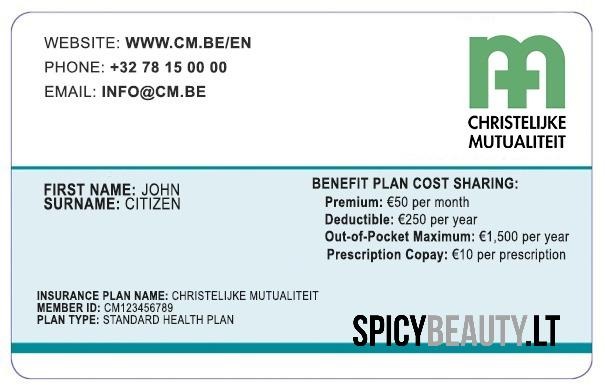 WEBSITE: WWW.CM.BE/EN
PHONE: +32 78 15 00 00
EMAIL: INFO@CM.BE
m
CHRISTELIJKE
MUTUALITEIT
FIRST NAME: JOHN
SURNAME: CITIZEN
BENEFIT PLAN COST SHARING:
Premium: €50 per month
Deductible: €250 per year
Out-of-Pocket Maximum: €1,500 per year
Prescription Copay: €10 per prescription
INSURANCE PLAN NAME: CHRISTELIJKE MUTUALITEIT
MEMBER ID: CM123456789
PLAN TYPE: STANDARD HEALTH PLAN
SPICYBEAUTY.LT